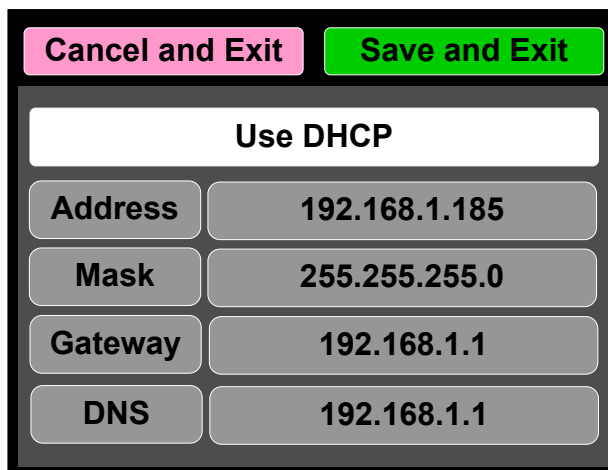 Cancel and Exit Save and Exit
Use DHCP
Address 192.168.1.185
Mask 255.255.255.0
Gateway 192.168.1.1
DNS 192.168.1.1